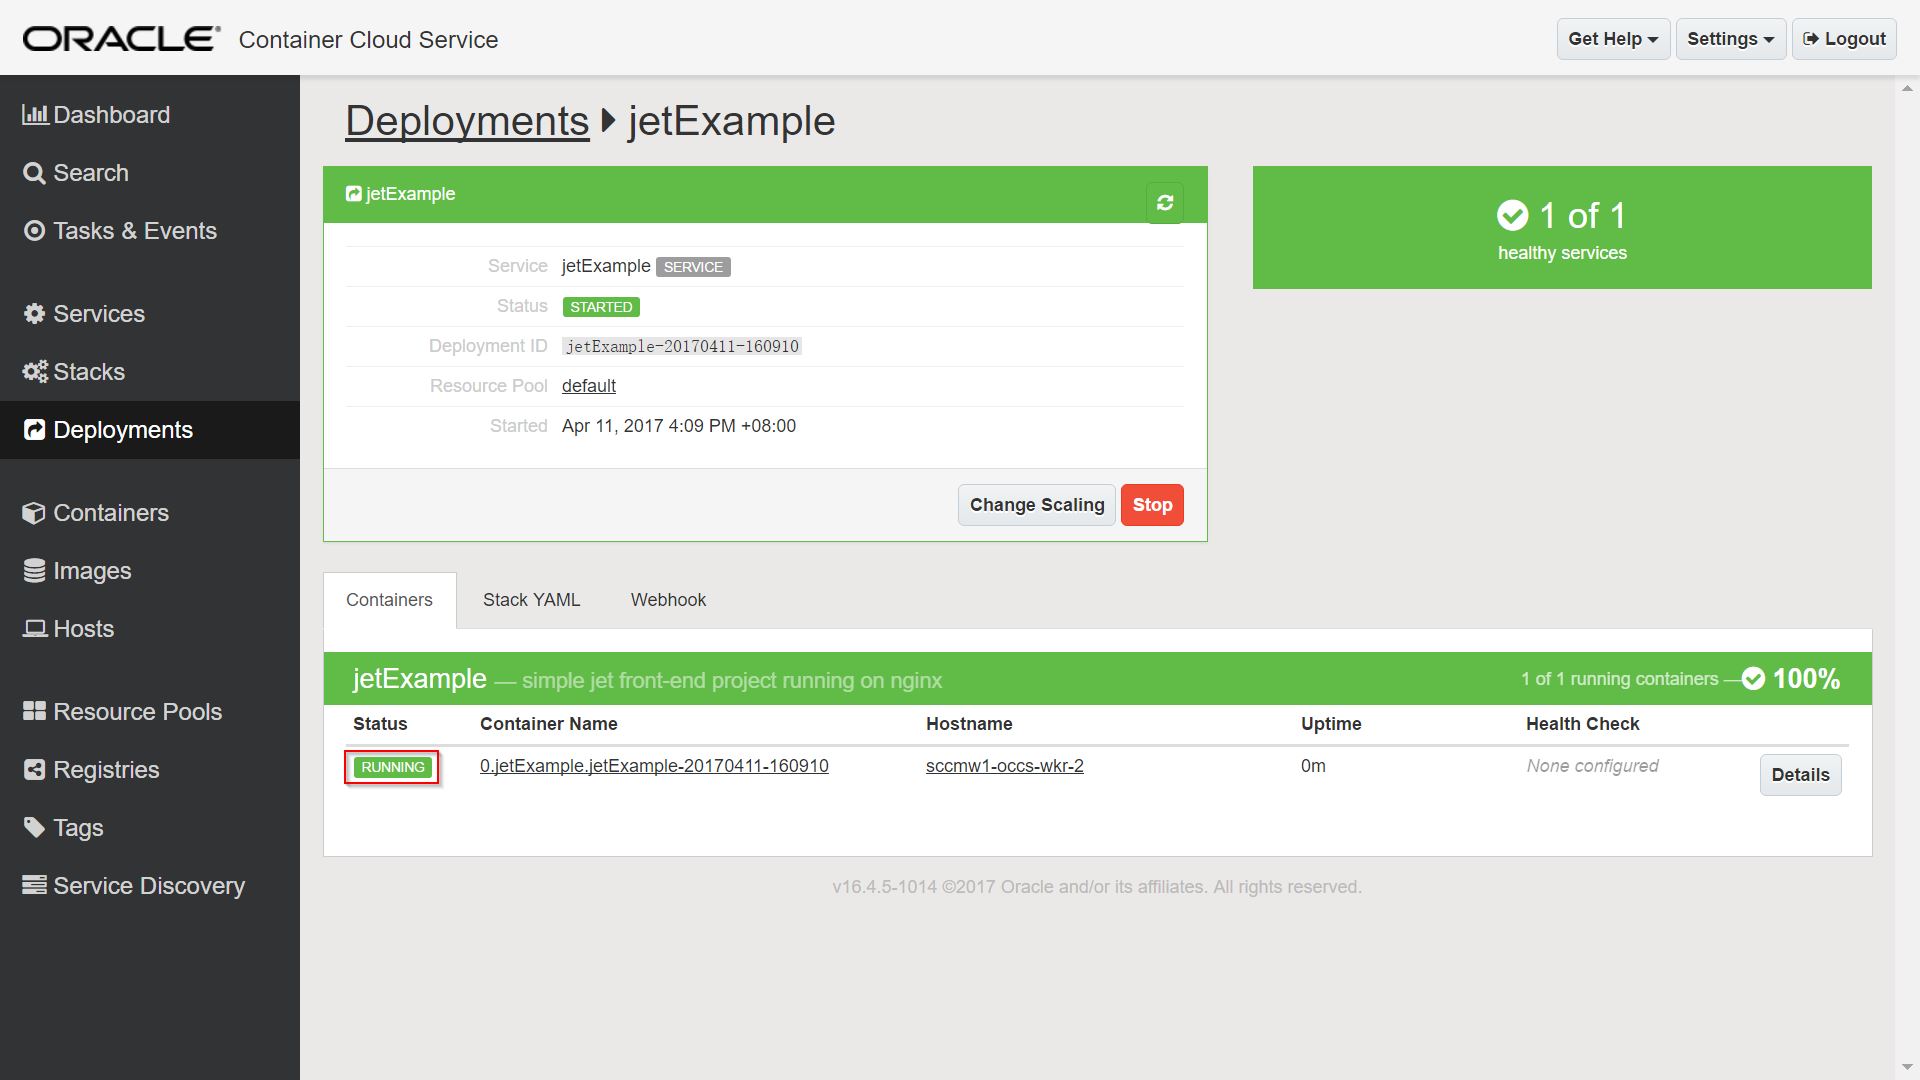 ORACLE® Container Cloud Service
Get Help
Settings
Logout
Dashboard
Search
Tasks & Events
Services
Stacks
Deployments
Containers
Images
Hosts
Resource Pools
Registries
Tags
Service Discovery
Deployments jetExample
jetExample
Service jetExample SERVICE
Status STARTED
Deployment ID jetExample-20170411-160910
Resource Pool default
Started Apr 11, 2017 4:09 PM +08:00
Change Scaling Stop
1 of 1
healthy services
Containers Stack YAML Webhook
jetExample — simple jet front-end project running on nginx 1 of 1 running containers — 100%
Status Container Name Hostname Uptime Health Check
RUNNING 0.jetExample.jetExample-20170411-160910 sccmw1-occs-wkr-2 0m None configured Details
v16.4.5-1014 ©2017 Oracle and/or its affiliates. All rights reserved.